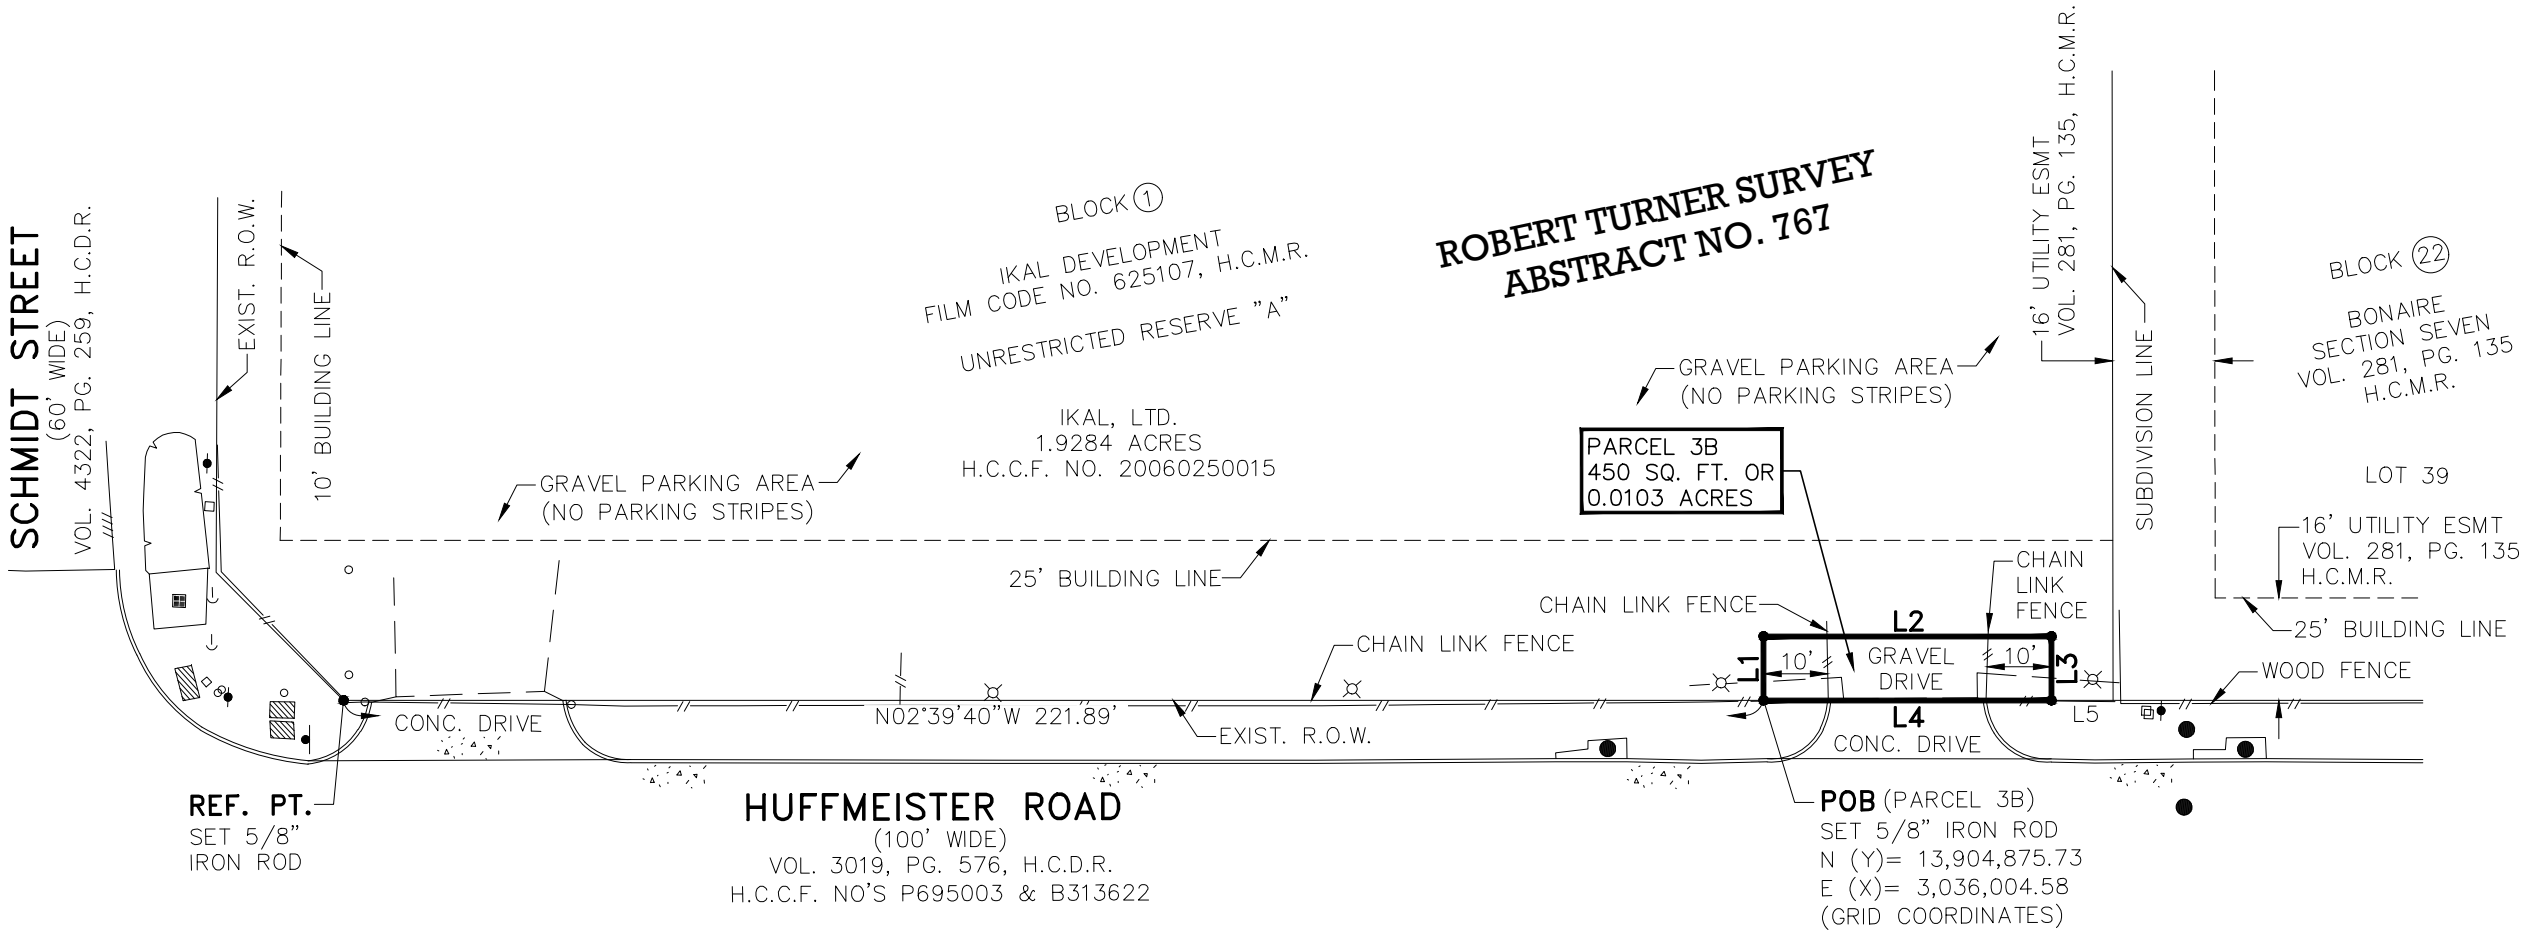 SCHMIDT STREET
(60' WIDE)
VOL. 4322, PG. 259, H.C.D.R.
EXIST. R.O.W.
10' BUILDING LINE
BLOCK 1
IKAL DEVELOPMENT
FILM CODE NO. 625107, H.C.M.R.
UNRESTRICTED RESERVE "A"
IKAL, LTD.
1.9284 ACRES
H.C.C.F. NO. 20060250015
GRAVEL PARKING AREA
(NO PARKING STRIPES)
ROBERT TURNER SURVEY
ABSTRACT NO. 767
GRAVEL PARKING AREA
(NO PARKING STRIPES)
PARCEL 3B
450 SQ. FT. OR
0.0103 ACRES
16' UTILITY ESMT
VOL. 281, PG. 135, H.C.M.R.
SUBDIVISION LINE
BLOCK 22
BONAIRE
SECTION SEVEN
VOL. 281, PG. 135
H.C.M.R.
LOT 39
16' UTILITY ESMT
VOL. 281, PG. 135
H.C.M.R.
25' BUILDING LINE
WOOD FENCE
25' BUILDING LINE
CHAIN LINK FENCE
CHAIN
LINK
FENCE
CHAIN LINK FENCE
L2
L1
10'
GRAVEL
DRIVE
10'
L3
L4
L5
CONC. DRIVE
N02°39'40"W 221.89'
EXIST. R.O.W.
CONC. DRIVE
REF. PT.
SET 5/8"
IRON ROD
HUFFMEISTER ROAD
(100' WIDE)
VOL. 3019, PG. 576, H.C.D.R.
H.C.C.F. NO'S P695003 & B313622
POB (PARCEL 3B)
SET 5/8" IRON ROD
N (Y)= 13,904,875.73
E (X)= 3,036,004.58
(GRID COORDINATES)